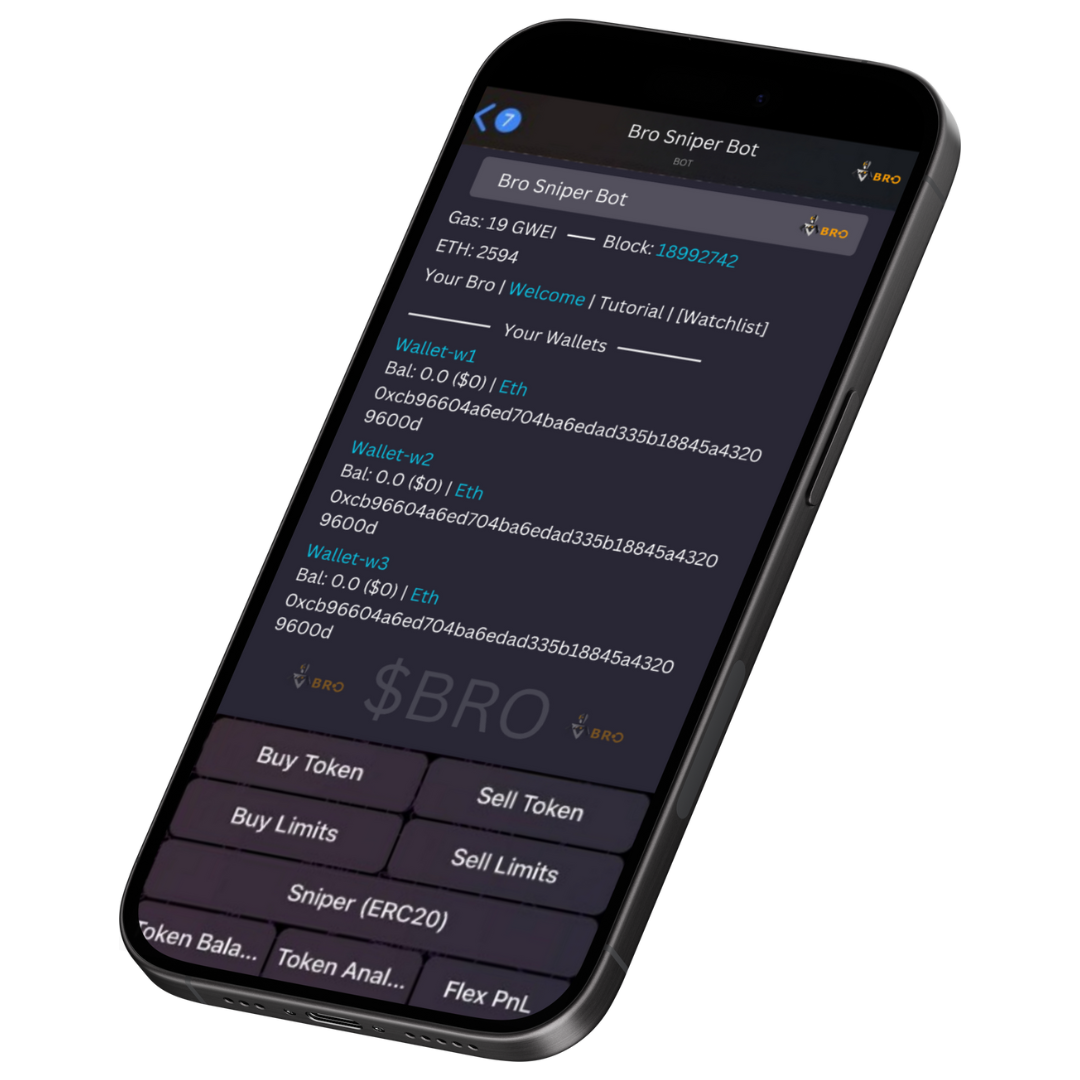 7
Bro Sniper Bot
BOT
BRO
Bro Sniper Bot
BRO
Gas: 19 GWEI — Block: 18992742
ETH: 2594
Your Bro | Welcome | Tutorial | [Watchlist]
Your Wallets
Wallet-w1
Bal: 0.0 ($0) | Eth
0xcb96604a6ed704ba6edad335b18845a4320
9600d
Wallet-w2
Bal: 0.0 ($0) | Eth
0xcb96604a6ed704ba6edad335b18845a4320
9600d
Wallet-w3
Bal: 0.0 ($0) | Eth
0xcb96604a6ed704ba6edad335b18845a4320
9600d
BRO $BRO BRO
Buy Token Sell Token
Buy Limits Sell Limits
Sniper (ERC20)
Token Bala... Token Anal... Flex PnL